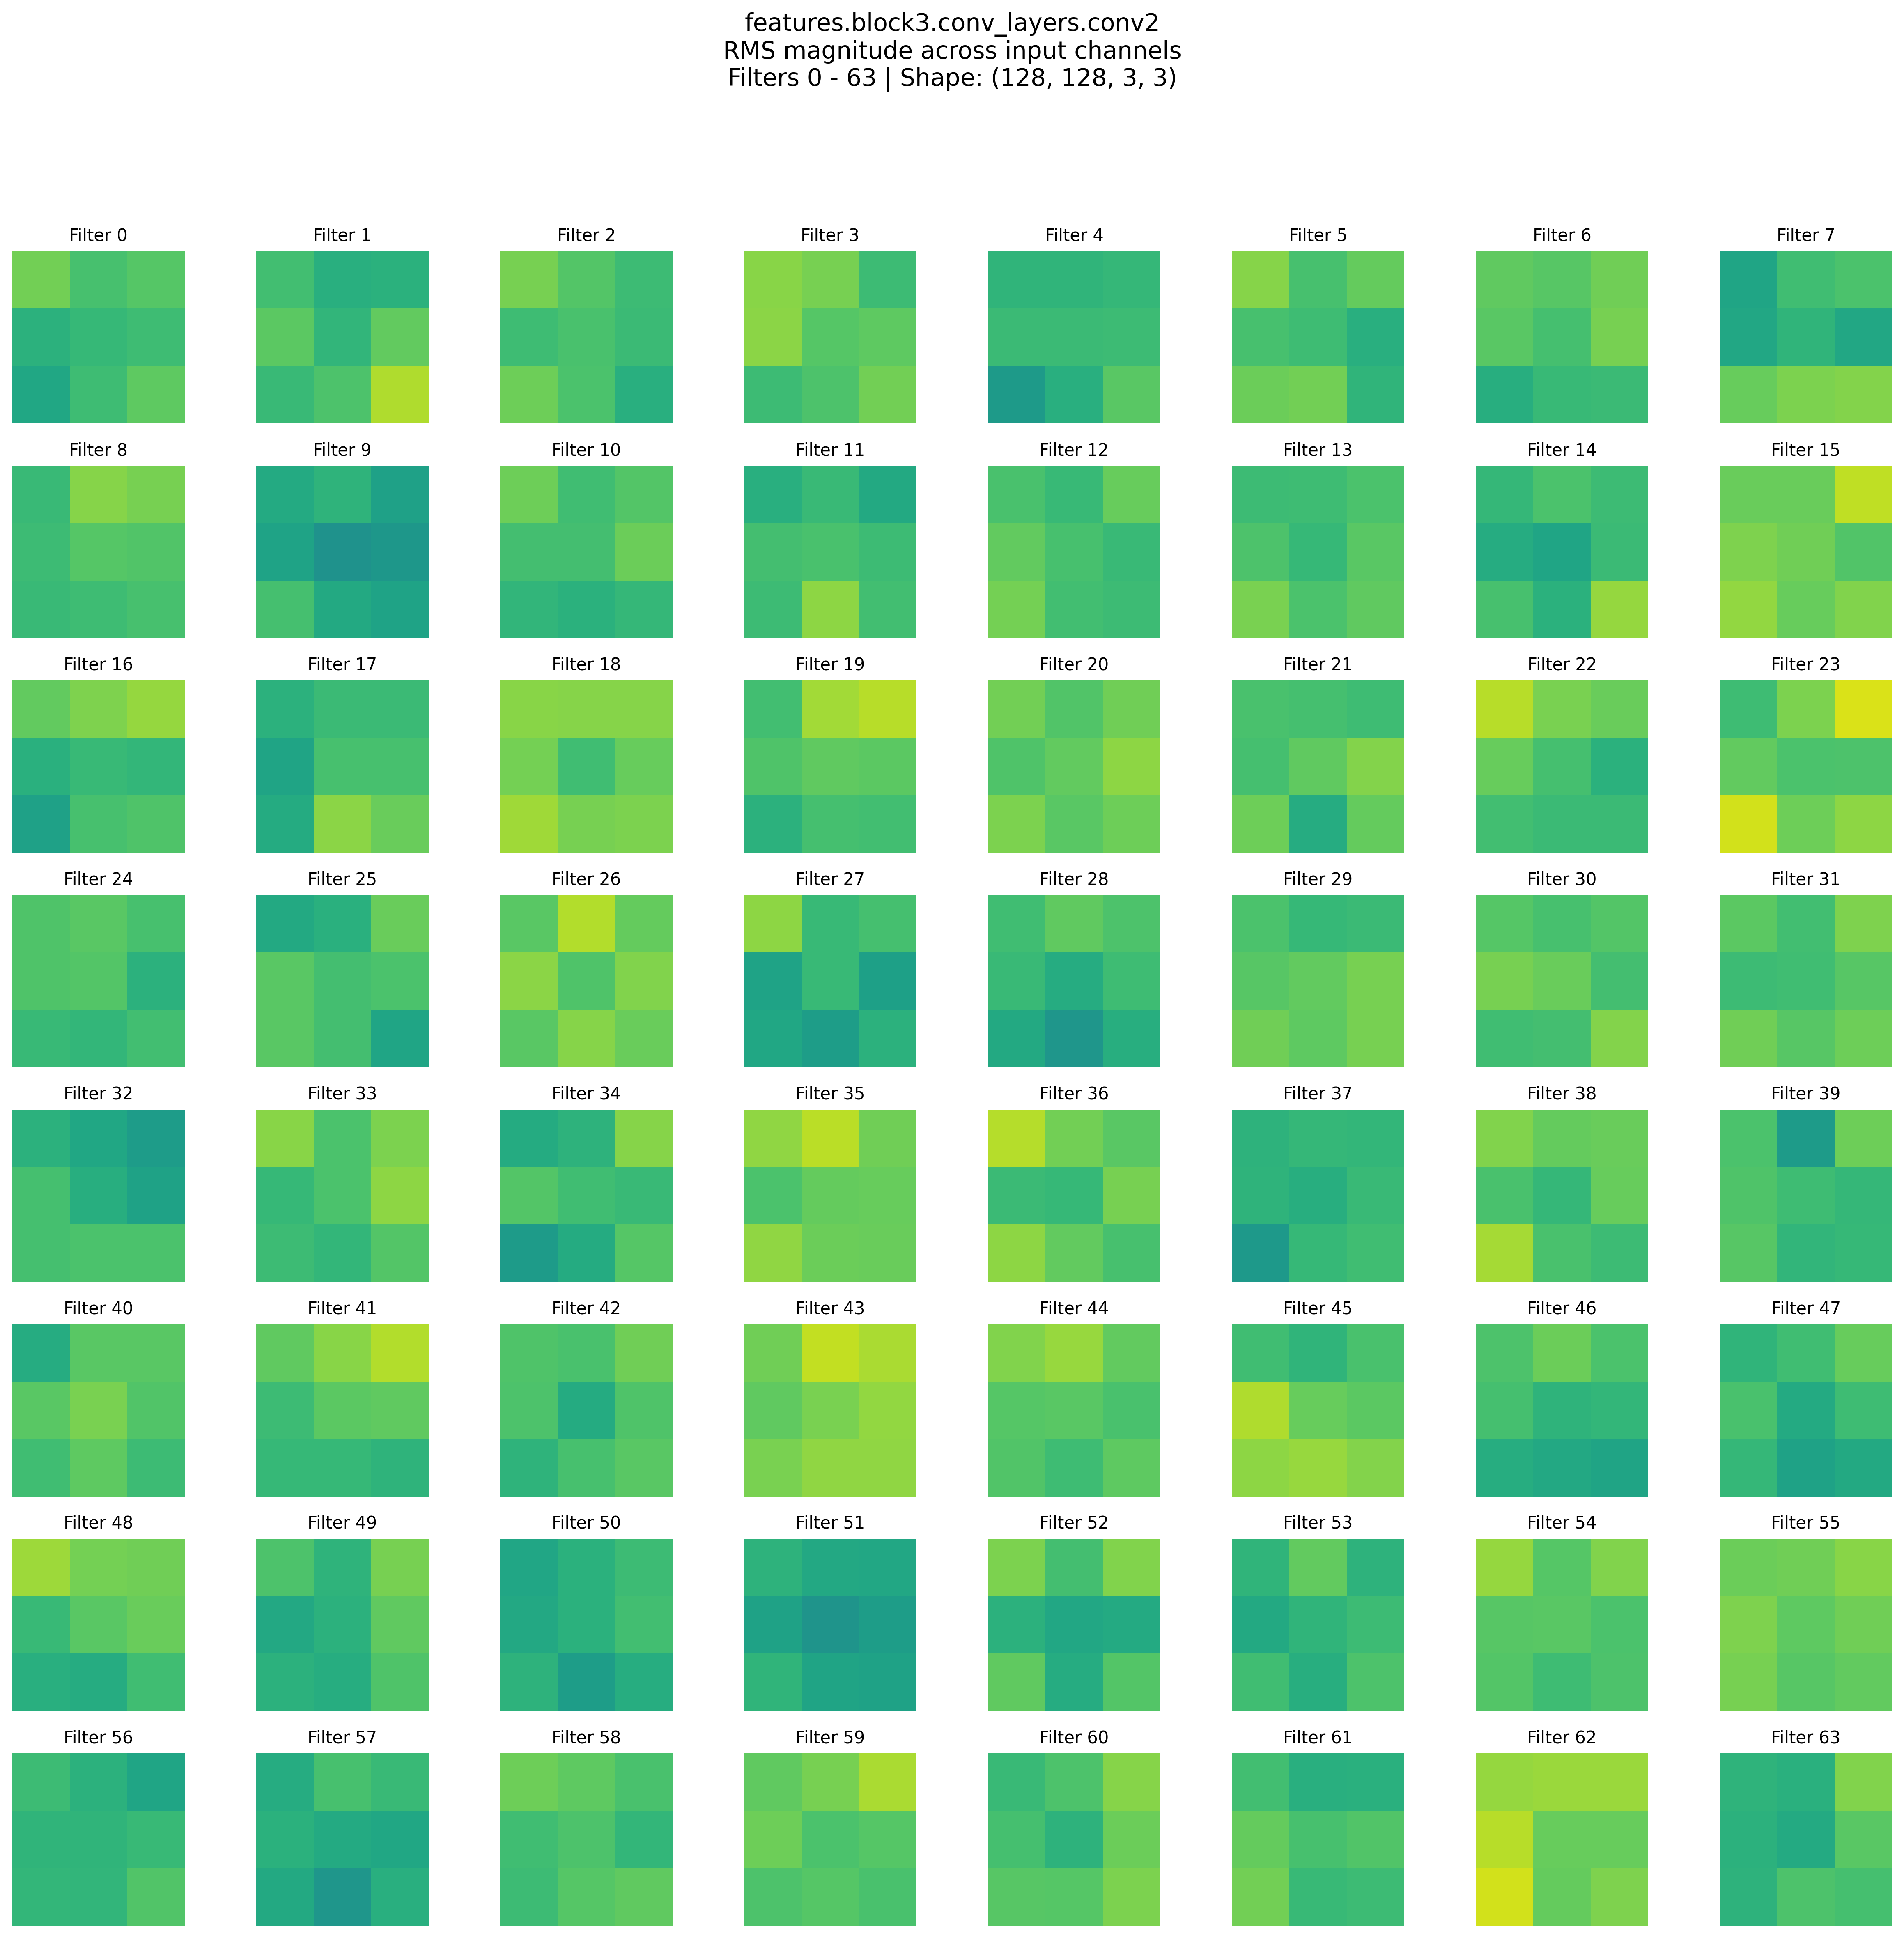 features.block3.conv_layers.conv2
RMS magnitude across input channels
Filters 0 - 63 | Shape: (128, 128, 3, 3)
Filter 0 Filter 1 Filter 2 Filter 3 Filter 4 Filter 5 Filter 6 Filter 7
Filter 8 Filter 9 Filter 10 Filter 11 Filter 12 Filter 13 Filter 14 Filter 15
Filter 16 Filter 17 Filter 18 Filter 19 Filter 20 Filter 21 Filter 22 Filter 23
Filter 24 Filter 25 Filter 26 Filter 27 Filter 28 Filter 29 Filter 30 Filter 31
Filter 32 Filter 33 Filter 34 Filter 35 Filter 36 Filter 37 Filter 38 Filter 39
Filter 40 Filter 41 Filter 42 Filter 43 Filter 44 Filter 45 Filter 46 Filter 47
Filter 48 Filter 49 Filter 50 Filter 51 Filter 52 Filter 53 Filter 54 Filter 55
Filter 56 Filter 57 Filter 58 Filter 59 Filter 60 Filter 61 Filter 62 Filter 63